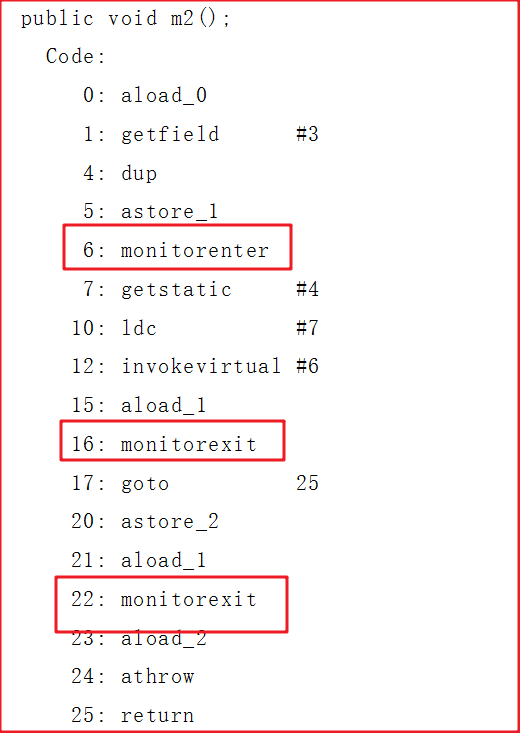 public void m2();
Code:
0: aload_0
1: getfield #3
4: dup
5: astore_1
6: monitorenter
7: getstatic #4
10: ldc #7
12: invokevirtual #6
15: aload_1
16: monitorexit
17: goto 25
20: astore_2
21: aload_1
22: monitorexit
23: aload_2
24: athrow
25: return